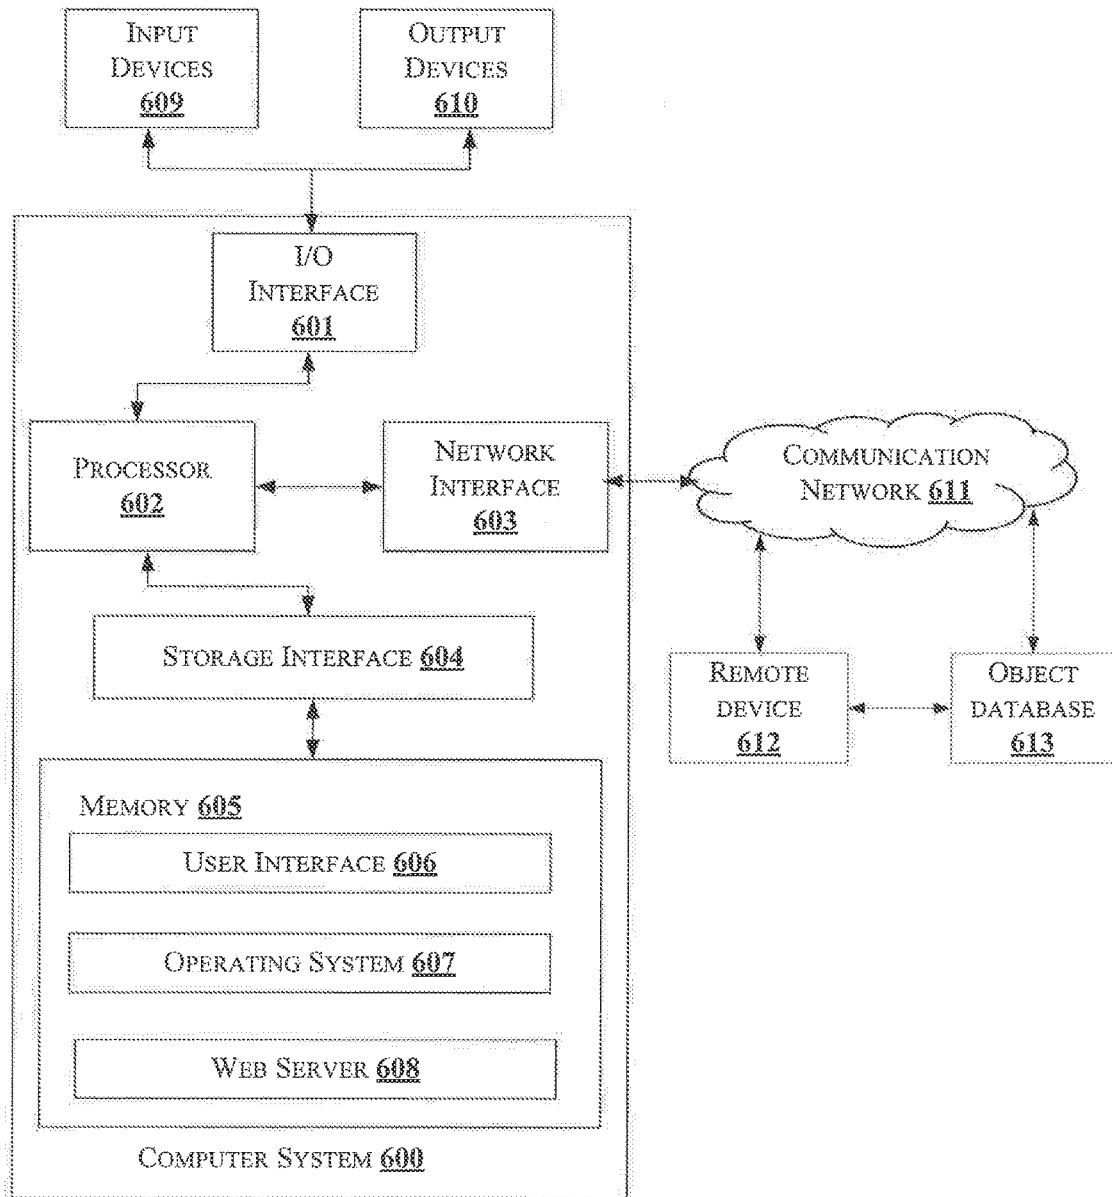 INPUT
DEVICES
609
OUTPUT
DEVICES
610
I/O
INTERFACE
601
PROCESSOR
602
NETWORK
INTERFACE
603
COMMUNICATION
NETWORK 611
STORAGE INTERFACE 604
REMOTE
DEVICE
612
OBJECT
DATABASE
613
MEMORY 605
USER INTERFACE 606
OPERATING SYSTEM 607
WEB SERVER 608
COMPUTER SYSTEM 600